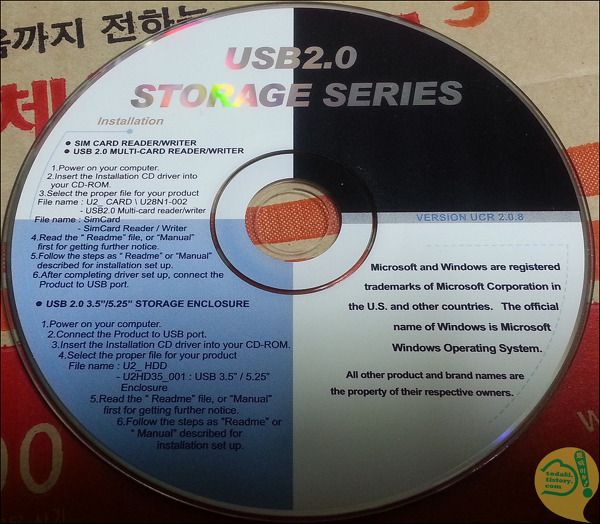 음까지 전하는
체
USB2.0
STORAGE SERIES
Installation
● SIM CARD READER/WRITER
● USB 2.0 MULTI-CARD READER/WRITER
1.Power on your computer.
2.Insert the Installation CD driver into
your CD-ROM.
3.Select the proper file for your product
File name : U2_ CARD \ U28N1-002
- USB2.0 Multi-card reader/writer
File name : SimCard
- SimCard Reader / Writer
4.Read the " Readme" file, or "Manual"
first for getting further notice.
5.Follow the steps as " Readme" or "Manual"
described for installation set up.
6.After completing driver set up, connect the
Product to USB port.
● USB 2.0 3.5"/5.25" STORAGE ENCLOSURE
1.Power on your computer.
2.Connect the Product to USB port.
3.Insert the Installation CD driver into your CD-ROM.
4.Select the proper file for your product
File name : U2_ HDD
- U2HD35_001 : USB 3.5" / 5.25"
Enclosure
5.Read the " Readme" file, or "Manual"
first for getting further notice.
6.Follow the steps as "Readme" or
" Manual" described for
installation set up.
VERSION UCR 2.0.8
Microsoft and Windows are registered
trademarks of Microsoft Corporation in
the U.S. and other countries. The official
name of Windows is Microsoft
Windows Operating System.
All other product and brand names are
the property of their respective owners.
00
w
todaki.
tistory.
com